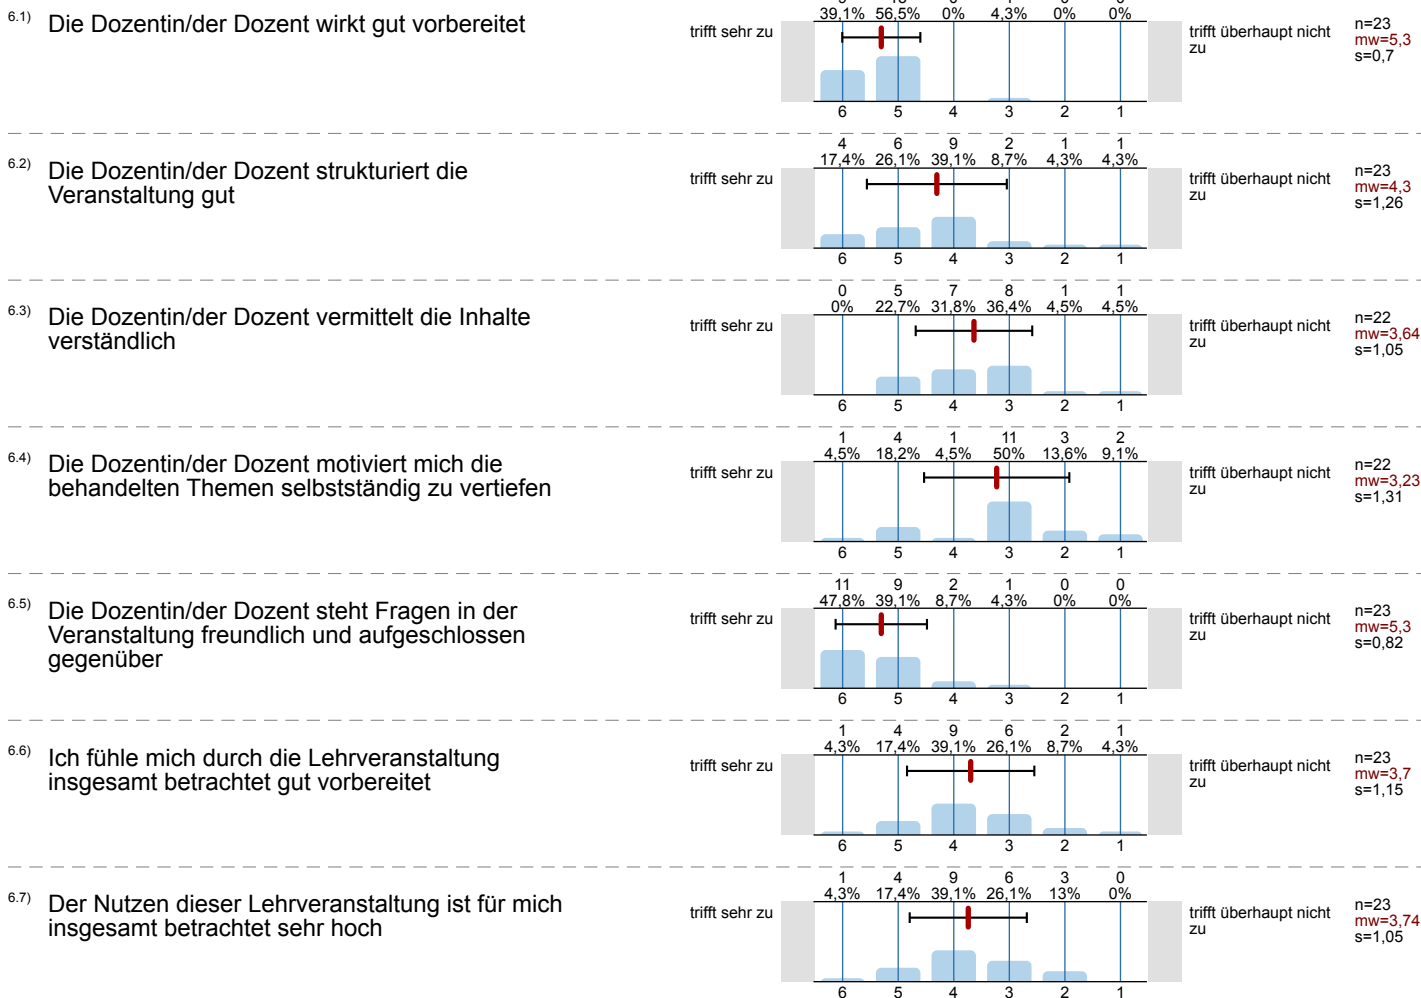 39,1% 56,5% 0% 4,3% 0% 0%
6.1) Die Dozentin/der Dozent wirkt gut vorbereitet
trifft sehr zu
trifft überhaupt nicht
zu
n=23
mw=5,3
s=0,7
6 5 4 3 2 1
4 6 9 2 1 1
17,4% 26,1% 39,1% 8,7% 4,3% 4,3%
6.2) Die Dozentin/der Dozent strukturiert die
Veranstaltung gut
trifft sehr zu
trifft überhaupt nicht
zu
n=23
mw=4,3
s=1,26
6 5 4 3 2 1
0 5 7 8 1 1
0% 22,7% 31,8% 36,4% 4,5% 4,5%
6.3) Die Dozentin/der Dozent vermittelt die Inhalte
verständlich
trifft sehr zu
trifft überhaupt nicht
zu
n=22
mw=3,64
s=1,05
6 5 4 3 2 1
1 4 1 11 3 2
4,5% 18,2% 4,5% 50% 13,6% 9,1%
6.4) Die Dozentin/der Dozent motiviert mich die
behandelten Themen selbstständig zu vertiefen
trifft sehr zu
trifft überhaupt nicht
zu
n=22
mw=3,23
s=1,31
6 5 4 3 2 1
11 9 2 1 0 0
47,8% 39,1% 8,7% 4,3% 0% 0%
6.5) Die Dozentin/der Dozent steht Fragen in der
Veranstaltung freundlich und aufgeschlossen
gegenüber
trifft sehr zu
trifft überhaupt nicht
zu
n=23
mw=5,3
s=0,82
6 5 4 3 2 1
1 4 9 6 2 1
4,3% 17,4% 39,1% 26,1% 8,7% 4,3%
6.6) Ich fühle mich durch die Lehrveranstaltung
insgesamt betrachtet gut vorbereitet
trifft sehr zu
trifft überhaupt nicht
zu
n=23
mw=3,7
s=1,15
6 5 4 3 2 1
1 4 9 6 3 0
4,3% 17,4% 39,1% 26,1% 13% 0%
6.7) Der Nutzen dieser Lehrveranstaltung ist für mich
insgesamt betrachtet sehr hoch
trifft sehr zu
trifft überhaupt nicht
zu
n=23
mw=3,74
s=1,05
6 5 4 3 2 1